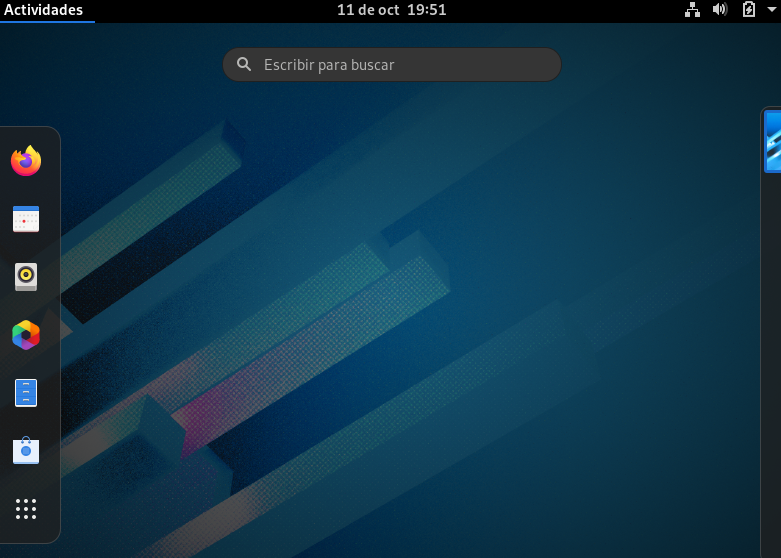 Actividades
11 de oct 19:51
Escribir para buscar